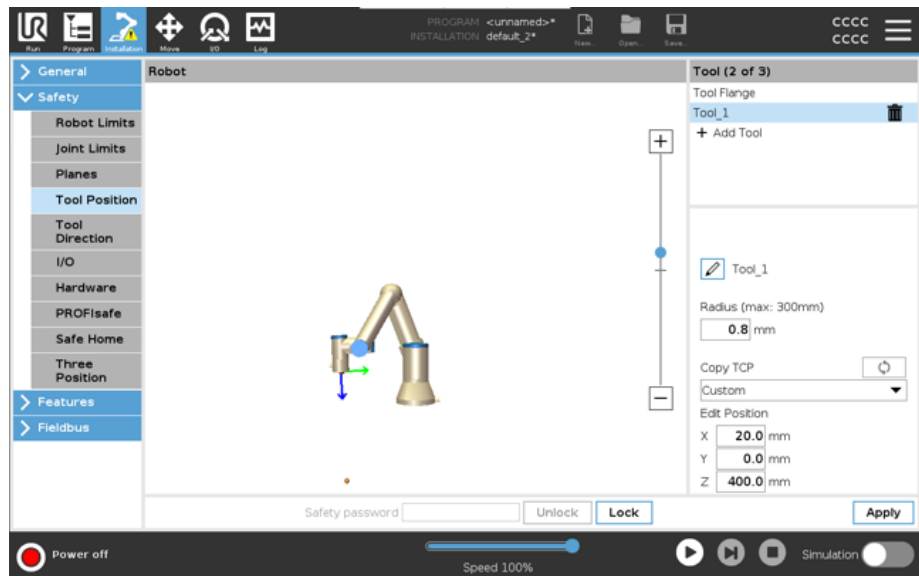 PROGRAM <unnamed>*
INSTALLATION default_2*
cccc
cccc
UR
Run
Program
Installation
Move
I/O
Log
New...
Open...
Save...
General
Safety
Robot Limits
Joint Limits
Planes
Tool Position
Tool
Direction
I/O
Hardware
PROFIsafe
Safe Home
Three
Position
Features
Fieldbus
Robot
+
−
Tool (2 of 3)
Tool Flange
Tool_1
+ Add Tool
Tool_1
Radius (max: 300mm)
0.8 mm
Copy TCP
Custom
Edit Position
X 20.0 mm
Y 0.0 mm
Z 400.0 mm
Safety password
Unlock
Lock
Apply
Power off
Speed 100%
Simulation